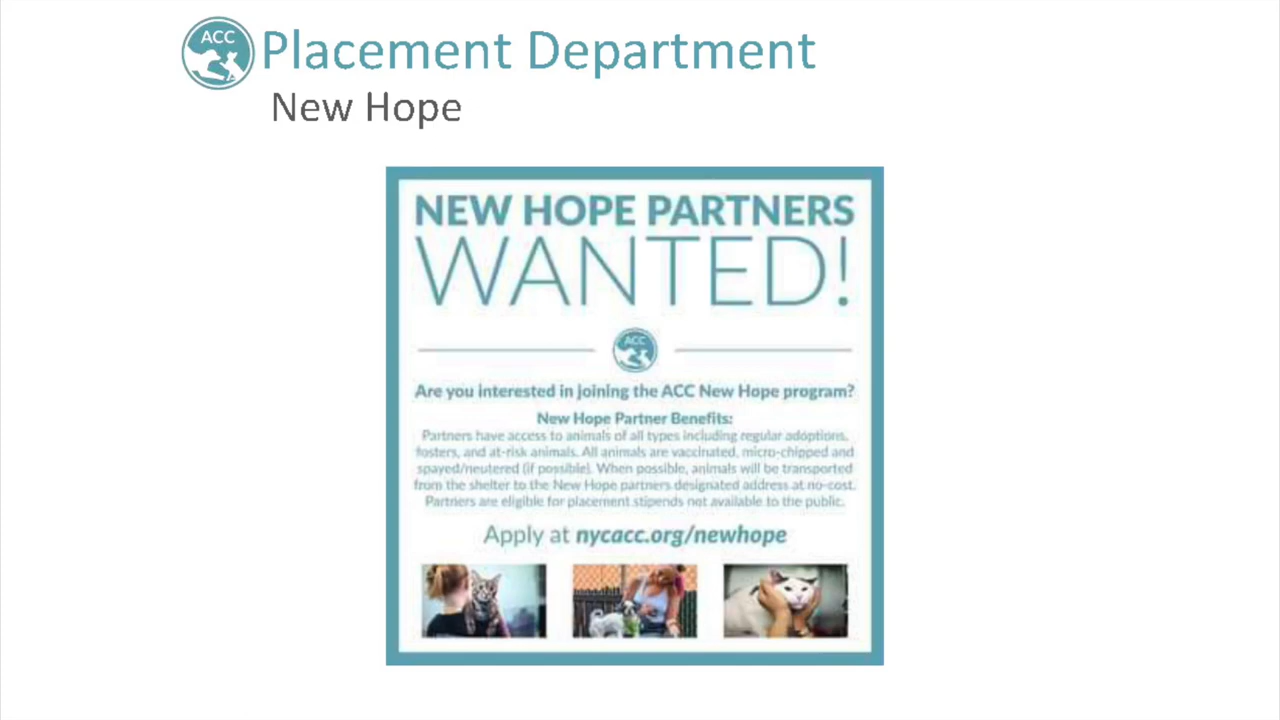 ACC
Placement Department
New Hope
NEW HOPE PARTNERS
WANTED!
ACC
Are you interested in joining the ACC New Hope program?
New Hope Partner Benefits:
Partners have access to animals of all types including regular adoptions,
fosters, and at-risk animals. All animals are vaccinated, micro-chipped and
spayed/neutered (if possible). When possible, animals will be transported
from the shelter to the New Hope partners designated address at no-cost.
Partners are eligible for placement stipends not available to the public.
Apply at nycacc.org/newhope